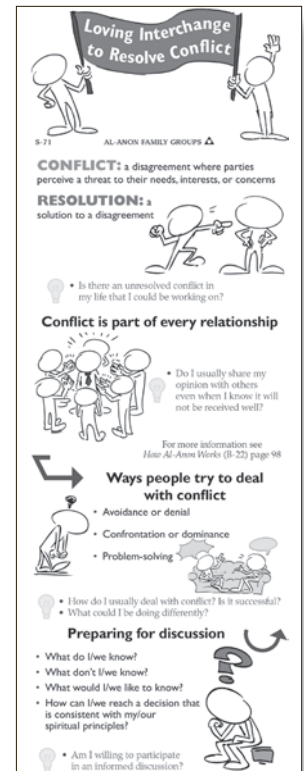 Loving Interchange
to Resolve Conflict
S-71 AL-ANON FAMILY GROUPS
CONFLICT: a disagreement where parties
perceive a threat to their needs, interests, or concerns
RESOLUTION: a
solution to a disagreement
• Is there an unresolved conflict in
my life that I could be working on?
Conflict is part of every relationship
• Do I usually share my
opinion with others
even when I know it will
not be received well?
For more information see
How Al-Anon Works (B-22) page 98
Ways people try to deal
with conflict
• Avoidance or denial
• Confrontation or dominance
• Problem-solving
• How do I usually deal with conflict? Is it successful?
• What could I be doing differently?
Preparing for discussion
• What do I/we know?
• What don't I/we know?
• What would I/we like to know?
• How can I/we reach a decision that
is consistent with my/our
spiritual principles?
• Am I willing to participate
in an informed discussion?